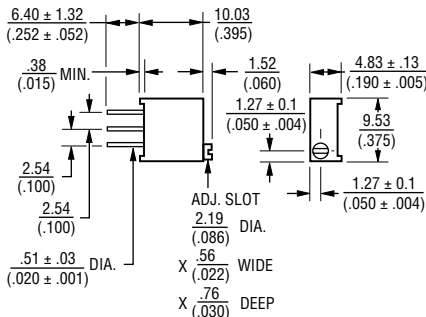 6.40 ± 1.32
(.252 ± .052)
10.03
(.395)
.38 MIN.
(.015)
1.52
(.060)
4.83 ± .13
(.190 ± .005)
1.27 ± 0.1
(.050 ± .004)
9.53
(.375)
2.54
(.100)
2.54
(.100)
1.27 ± 0.1
(.050 ± .004)
ADJ. SLOT
2.19 DIA.
(.086)
.51 ± .03 DIA.
(.020 ± .001)
X .56 WIDE
(.022)
X .76 DEEP
(.030)